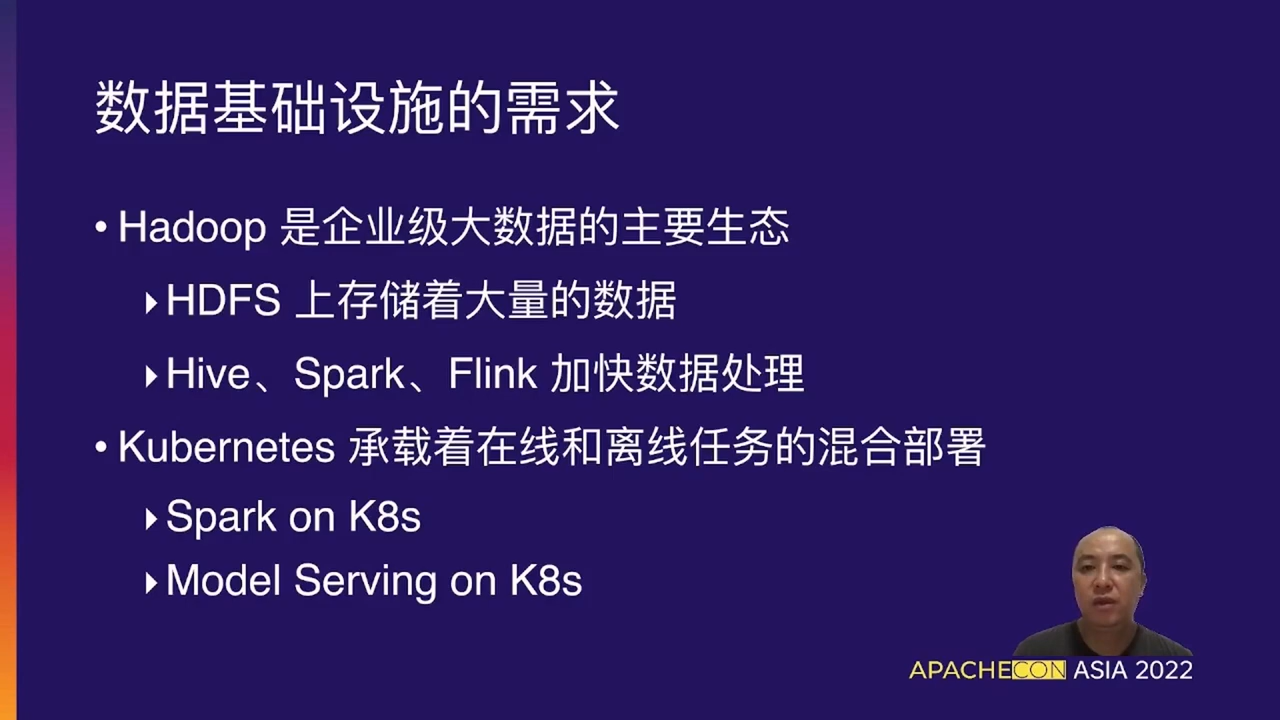 数据基础设施的需求
• Hadoop 是企业级大数据的主要生态
‣ HDFS 上存储着大量的数据
‣ Hive、Spark、Flink 加快数据处理
• Kubernetes 承载着在线和离线任务的混合部署
‣ Spark on K8s
‣ Model Serving on K8s
APACHECON ASIA 2022